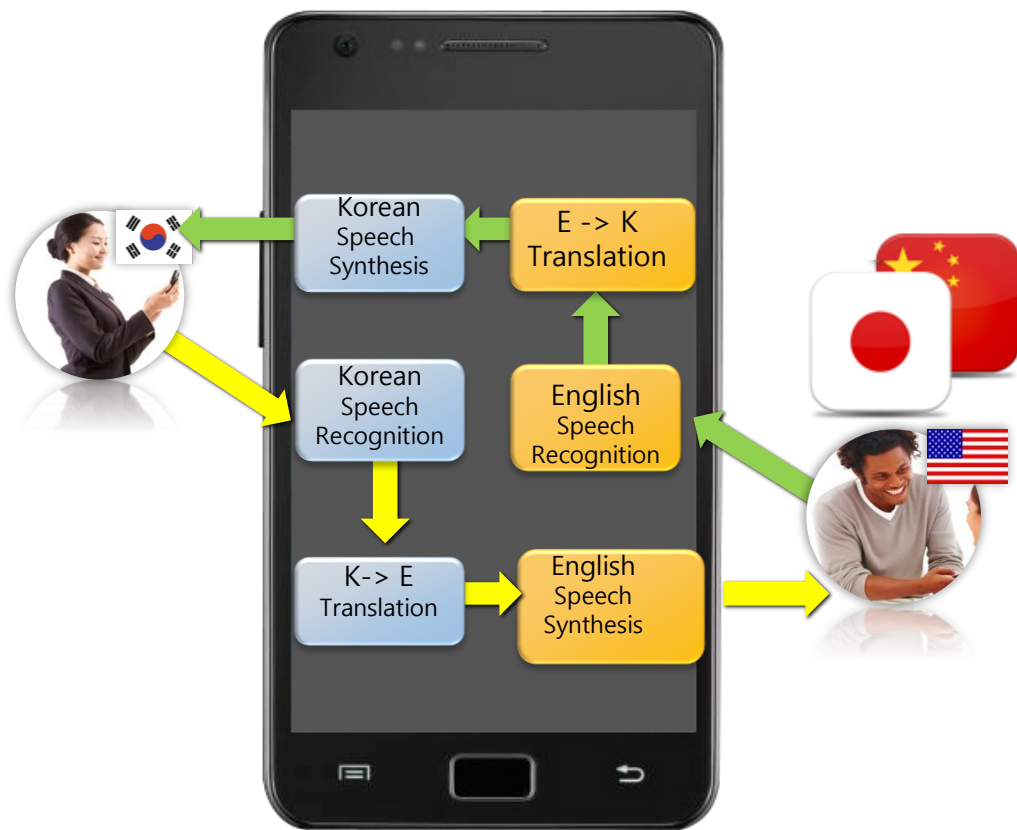 Korean
Speech
Synthesis
E -> K
Translation
Korean
Speech
Recognition
English
Speech
Recognition
K-> E
Translation
English
Speech
Synthesis